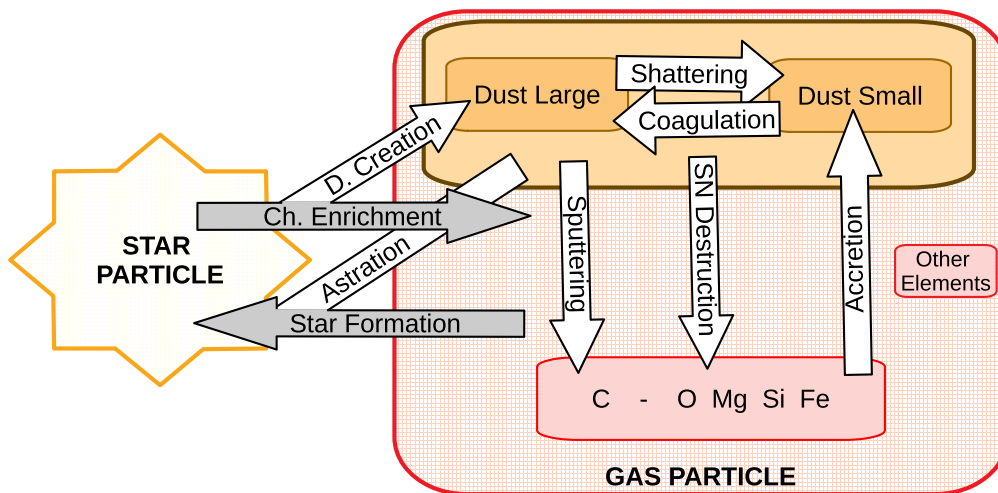 Shattering
Dust Large
Dust Small
Coagulation
D. Creation
Ch. Enrichment
STAR
PARTICLE
Astration
Sputtering
SN Destruction
Accretion
Other
Elements
Star Formation
C - O Mg Si Fe
GAS PARTICLE